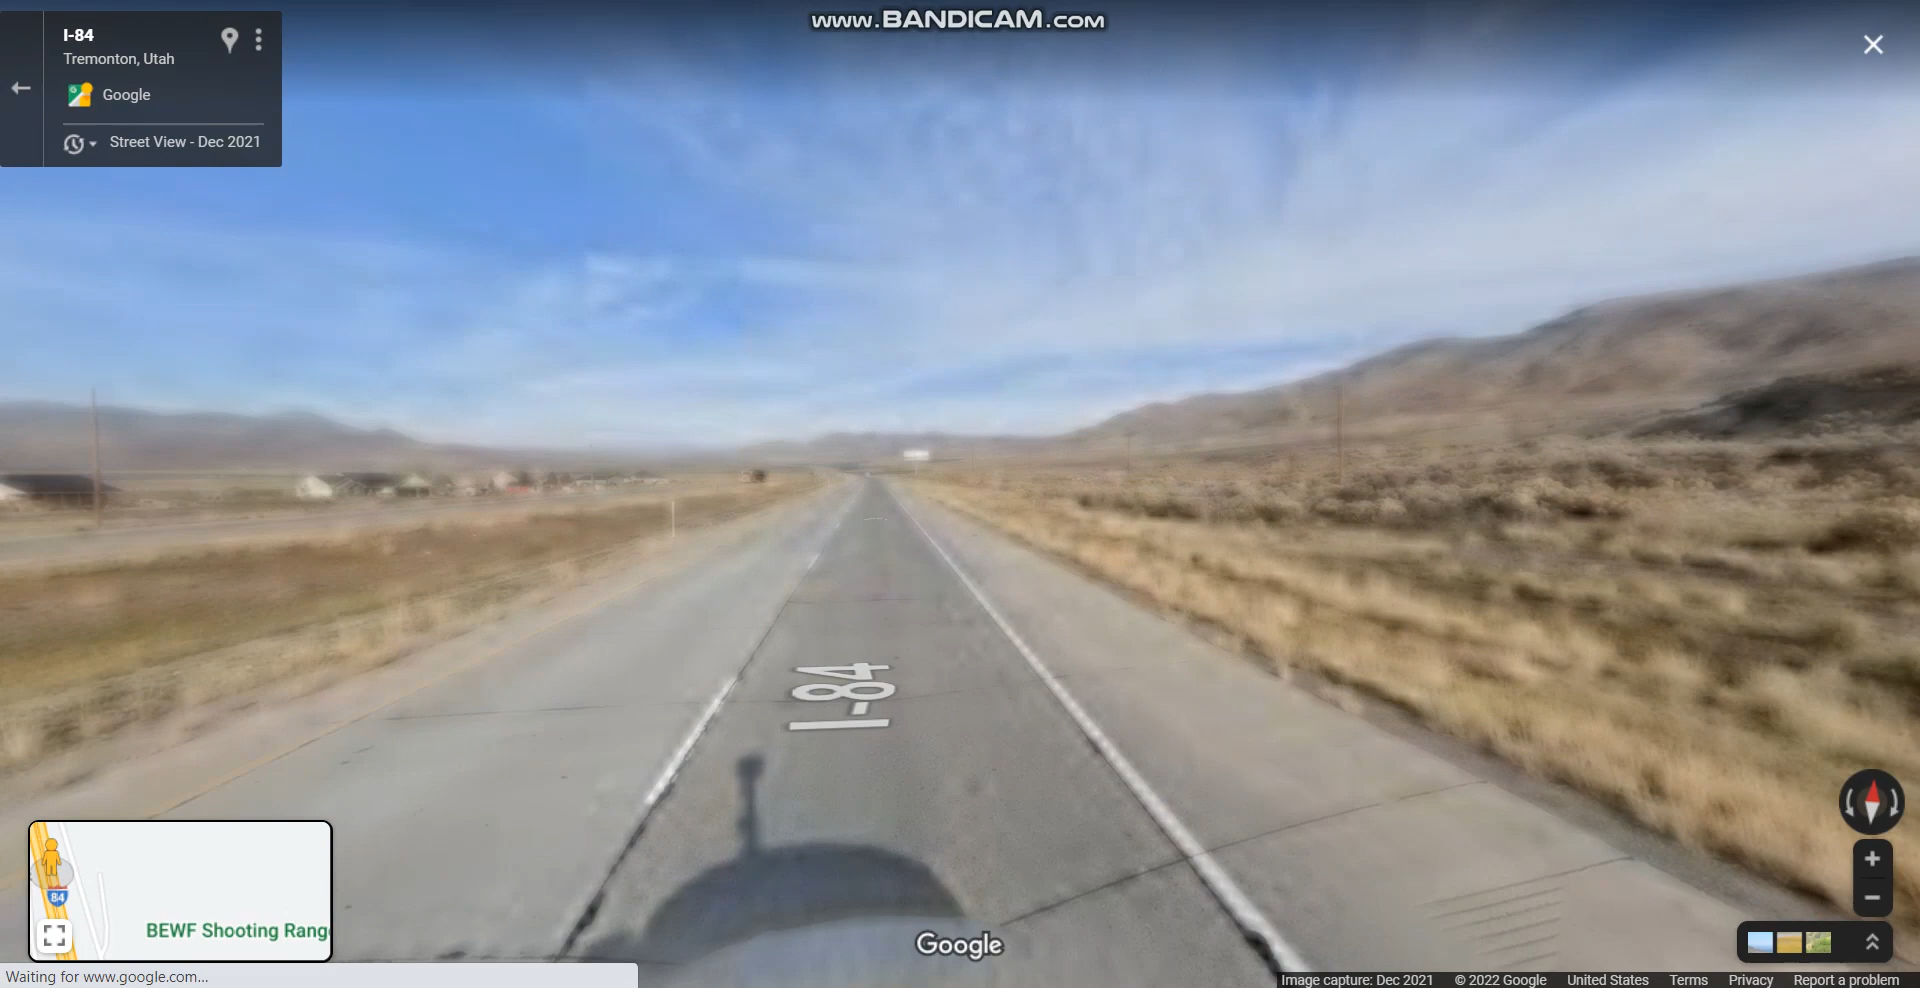 www.BANDICAM.com
I-84
Tremonton, Utah
Google
Street View - Dec 2021
I-84
84
BEWF Shooting Rang
Google
Waiting for www.google.com...
Image capture: Dec 2021 © 2022 Google United States Terms Privacy Report a problem